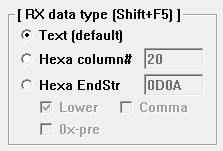 [ RX data type (Shift+F5) ]
Text (default)
Hexa column# 20
Hexa EndStr 0D0A
Lower Comma
0x-pre